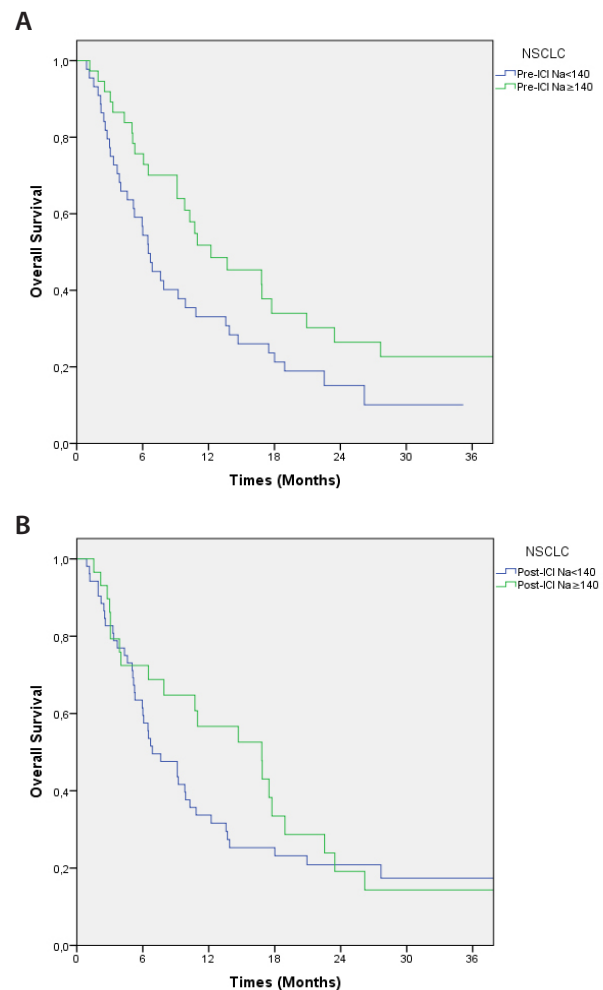 A
NSCLC
Pre-ICI Na<140
Pre-ICI Na≥140
1,0
0,8
0,6
0,4
0,2
0,0
Overall Survival
0 6 12 18 24 30 36
Times (Months)
B
NSCLC
Post-ICI Na<140
Post-ICI Na≥140
1,0
0,8
0,6
0,4
0,2
0,0
Overall Survival
0 6 12 18 24 30 36
Times (Months)